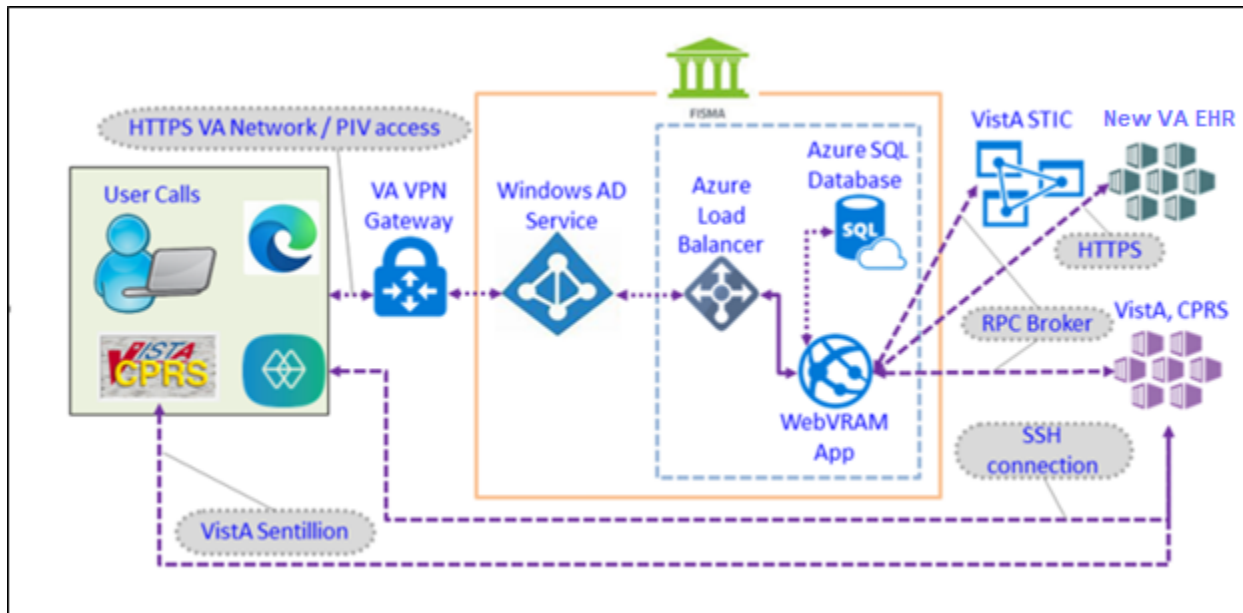 FISMA
HTTPS VA Network / PIV access
User Calls
VA VPN
Gateway
Windows AD
Service
Azure
Load
Balancer
Azure SQL
Database
SQL
VistA STIC
New VA EHR
HTTPS
RPC Broker
VistA, CPRS
WebVRAM
App
VISTA
CPRS
SSH
connection
VistA Sentillion